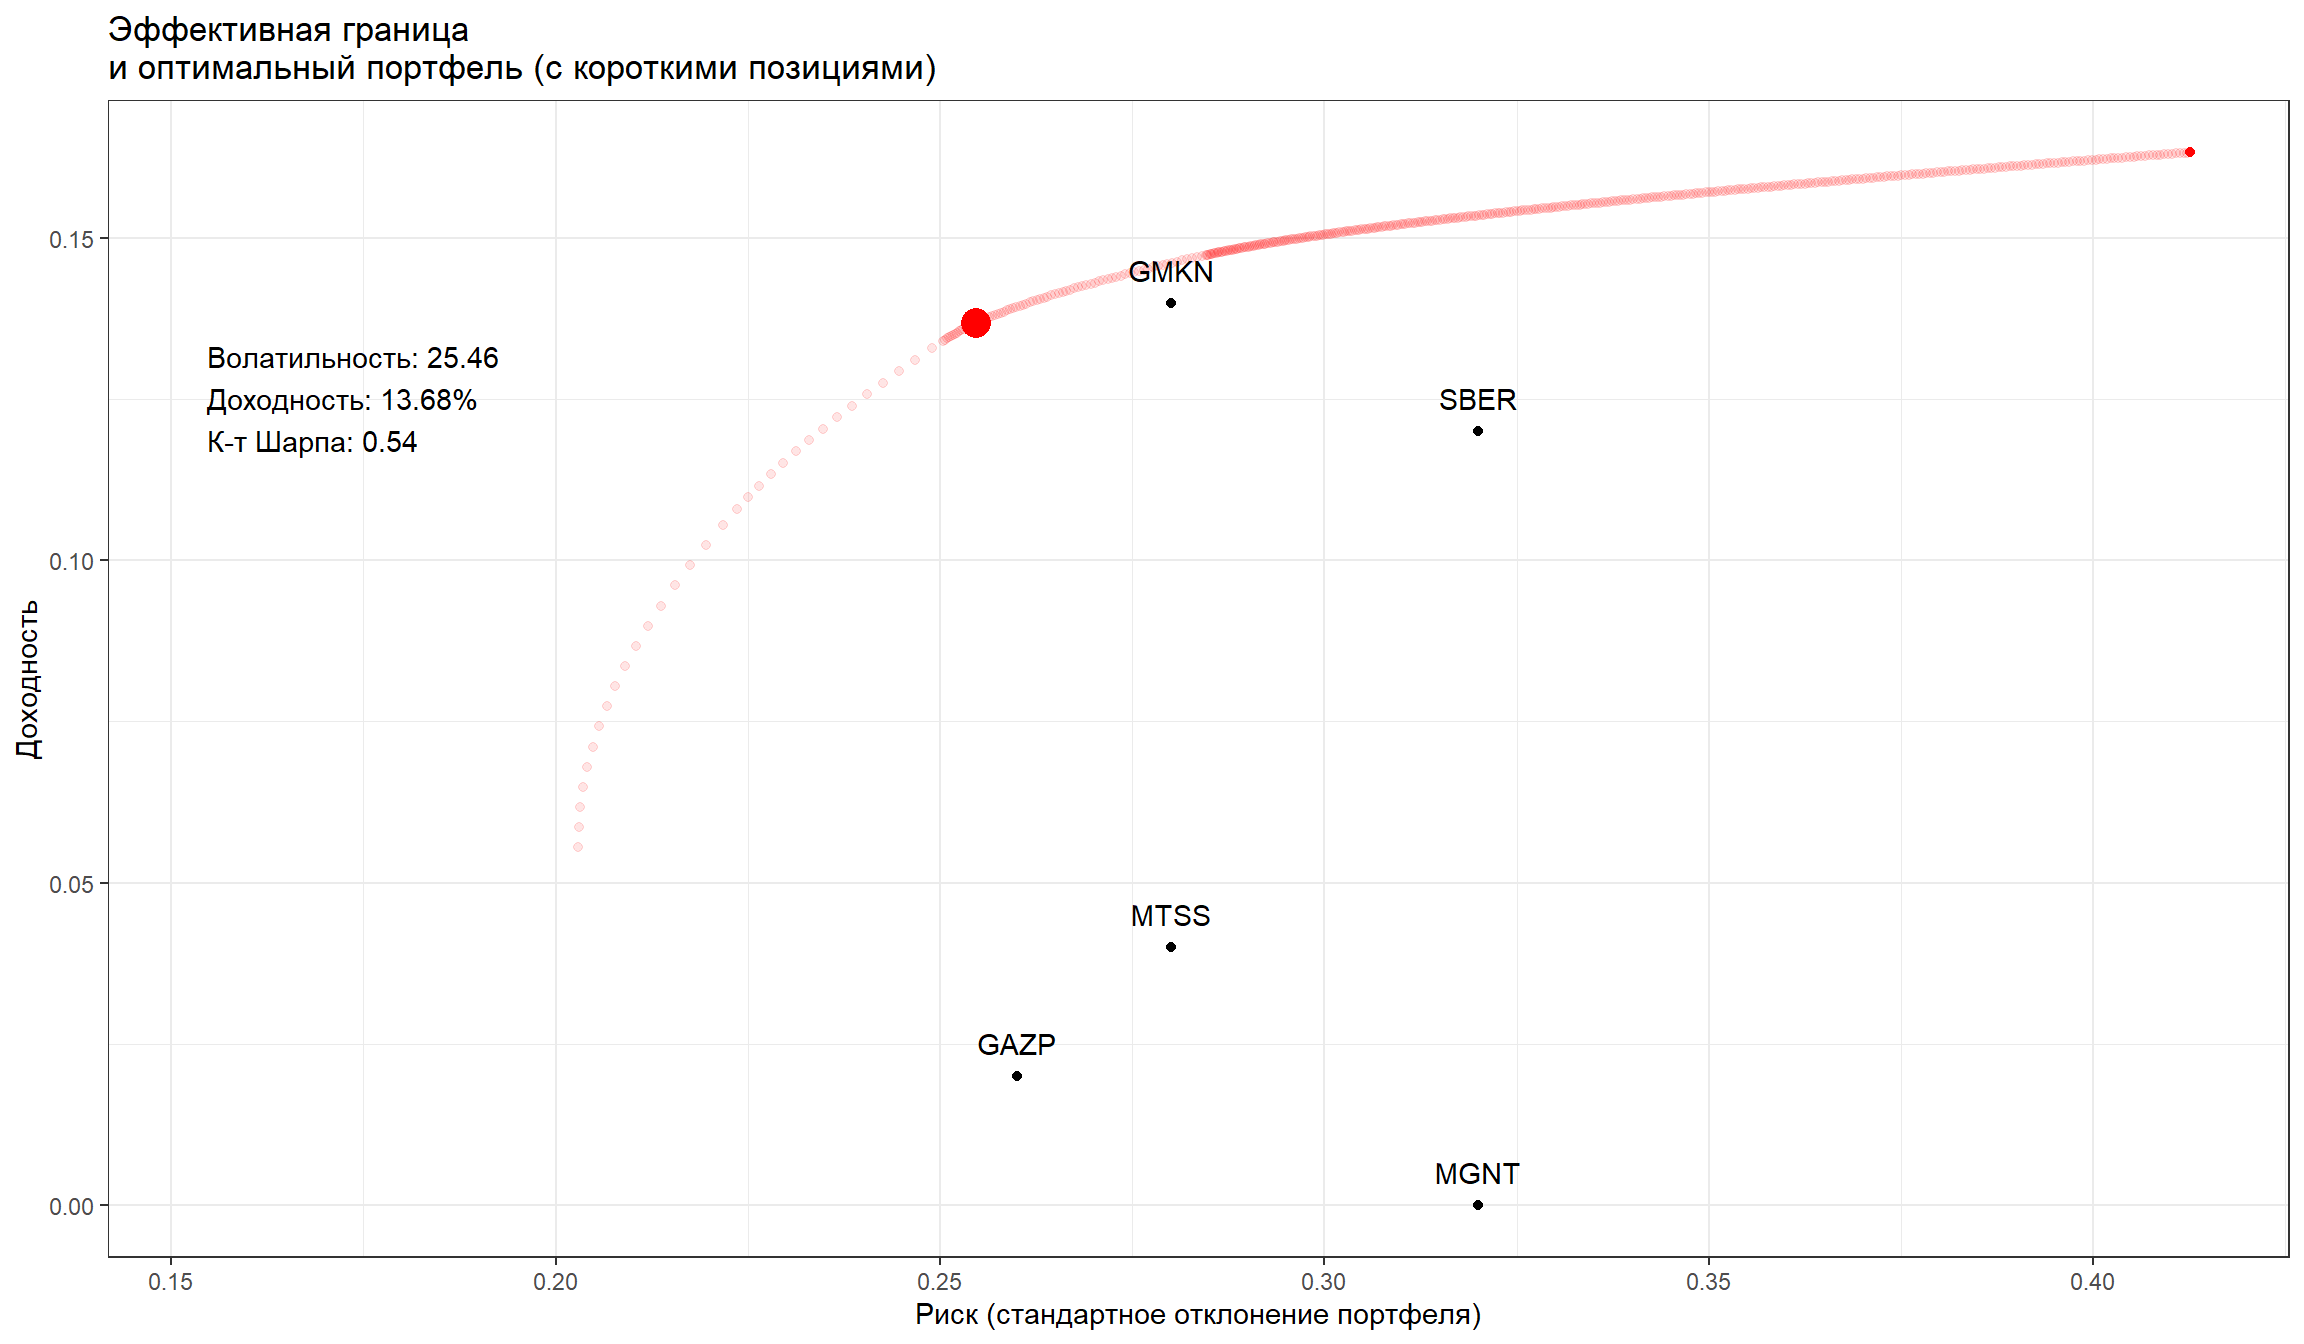 Эффективная граница
и оптимальный портфель (с короткими позициями)
0.15
0.10
0.05
0.00
Доходность
GMKN
Волатильность: 25.46
Доходность: 13.68%
К-т Шарпа: 0.54
SBER
MTSS
GAZP
MGNT
0.15
0.20
0.25
0.30
0.35
0.40
Риск (стандартное отклонение портфеля)